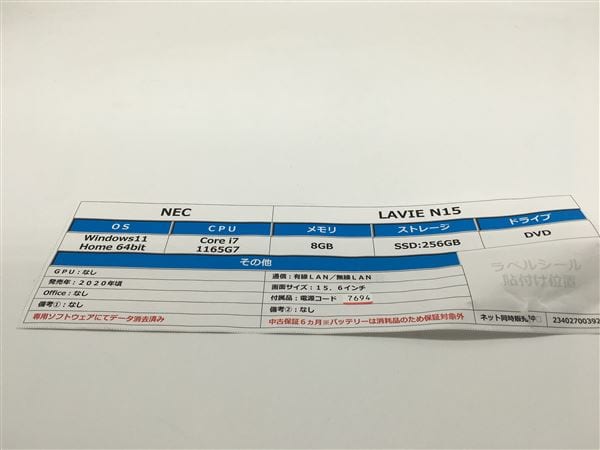 NEC LAVIE N15
OS CPU メモリ ストレージ ドライブ
Windows11 Home 64bit Core i7 1165G7 8GB SSD:256GB DVD
その他
GPU：なし 通信：有線LAN／無線LAN
発売年：2020年頃 画面サイズ：15.6インチ
Office：なし 付属品：電源コード 7694
備考①：なし 備考②：なし
専用ソフトウェアにてデータ消去済み 中古保証6カ月※バッテリーは消耗品のため保証対象外
ラベルシール
貼付け位置
ネット同時販売中□ 23402700392